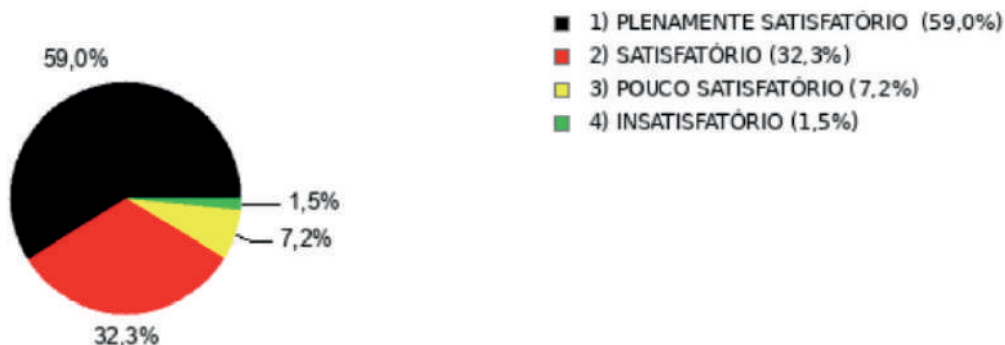 59,0%
1,5%
7,2%
32,3%
1) PLENAMENTE SATISFATÓRIO (59,0%)
2) SATISFATÓRIO (32,3%)
3) POUCO SATISFATÓRIO (7,2%)
4) INSATISFATÓRIO (1,5%)